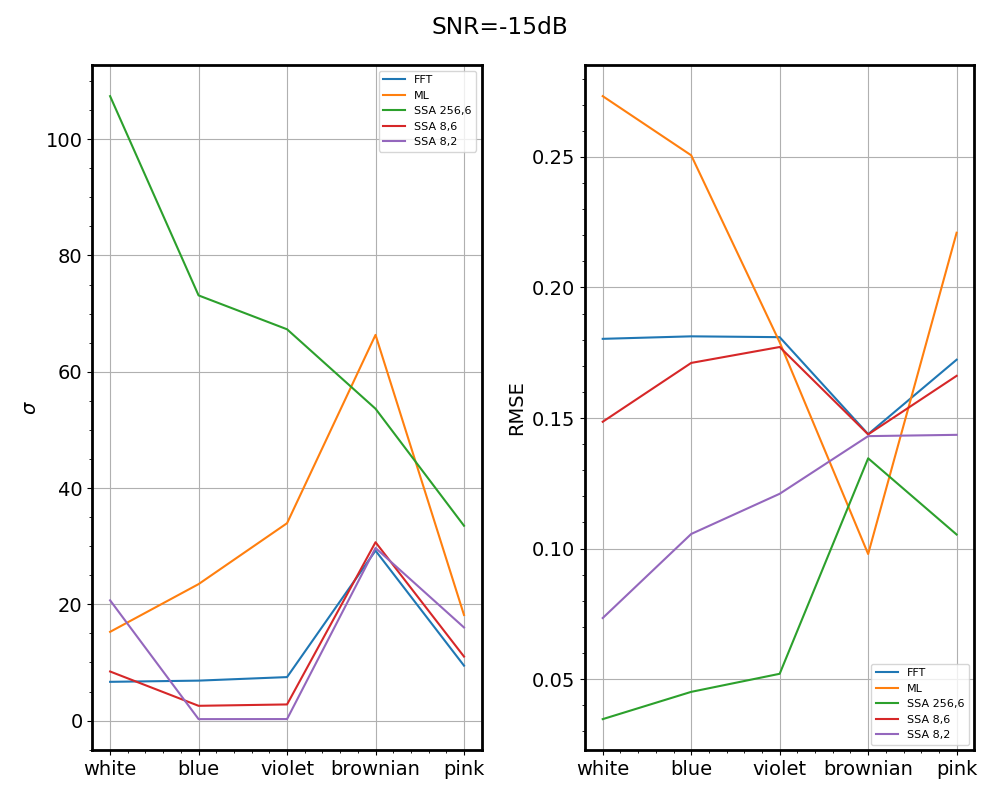 SNR=-15dB
σ
100
80
60
40
20
0
white
blue
violet
brownian
pink
FFT
ML
SSA 256,6
SSA 8,6
SSA 8,2
RMSE
0.25
0.20
0.15
0.10
0.05
white
blue
violet
brownian
pink
FFT
ML
SSA 256,6
SSA 8,6
SSA 8,2